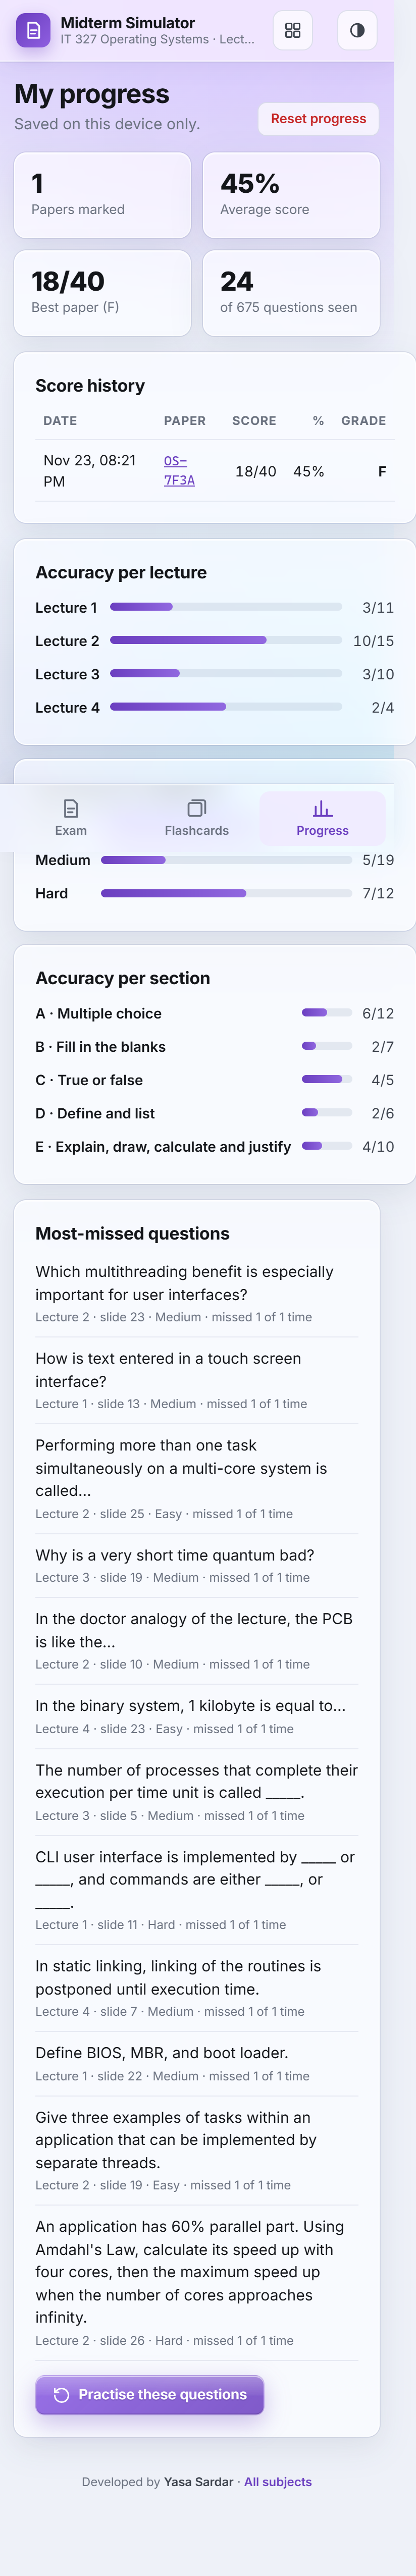 Midterm Simulator
IT 327 Operating Systems · Lect...
My progress
Saved on this device only.
Reset progress
1
Papers marked
45%
Average score
18/40
Best paper (F)
24
of 675 questions seen
Score history
DATE PAPER SCORE % GRADE
Nov 23, 08:21 PM
OS-7F3A
18/40 45% F
Accuracy per lecture
Lecture 1 3/11
Lecture 2 10/15
Lecture 3 3/10
Lecture 4 2/4
Exam
Flashcards
Progress
Medium 5/19
Hard 7/12
Accuracy per section
A · Multiple choice 6/12
B · Fill in the blanks 2/7
C · True or false 4/5
D · Define and list 2/6
E · Explain, draw, calculate and justify 4/10
Most-missed questions
Which multithreading benefit is especially
important for user interfaces?
Lecture 2 · slide 23 · Medium · missed 1 of 1 time
How is text entered in a touch screen
interface?
Lecture 1 · slide 13 · Medium · missed 1 of 1 time
Performing more than one task
simultaneously on a multi-core system is
called...
Lecture 2 · slide 25 · Easy · missed 1 of 1 time
Why is a very short time quantum bad?
Lecture 3 · slide 19 · Medium · missed 1 of 1 time
In the doctor analogy of the lecture, the PCB
is like the...
Lecture 2 · slide 10 · Medium · missed 1 of 1 time
In the binary system, 1 kilobyte is equal to...
Lecture 4 · slide 23 · Easy · missed 1 of 1 time
The number of processes that complete their
execution per time unit is called _____.
Lecture 3 · slide 5 · Medium · missed 1 of 1 time
CLI user interface is implemented by _____ or
_____, and commands are either _____, or
_____.
Lecture 1 · slide 11 · Hard · missed 1 of 1 time
In static linking, linking of the routines is
postponed until execution time.
Lecture 4 · slide 7 · Medium · missed 1 of 1 time
Define BIOS, MBR, and boot loader.
Lecture 1 · slide 22 · Medium · missed 1 of 1 time
Give three examples of tasks within an
application that can be implemented by
separate threads.
Lecture 2 · slide 19 · Easy · missed 1 of 1 time
An application has 60% parallel part. Using
Amdahl's Law, calculate its speed up with
four cores, then the maximum speed up
when the number of cores approaches
infinity.
Lecture 2 · slide 26 · Hard · missed 1 of 1 time
Practise these questions
Developed by Yasa Sardar · All subjects